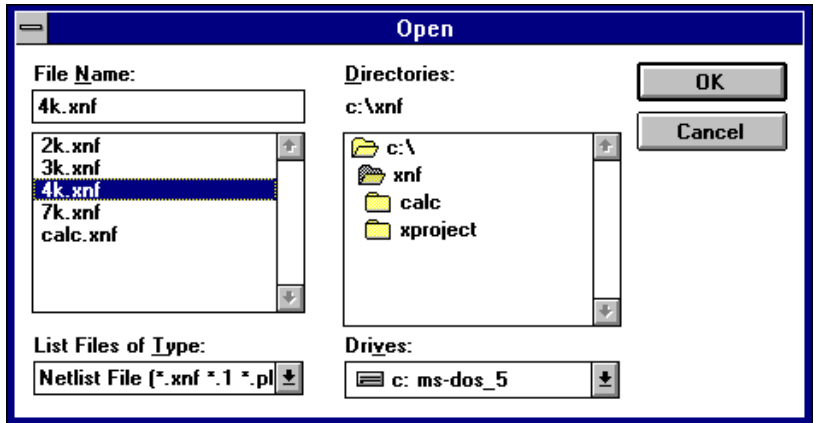 Open
File Name:
4k.xnf
2k.xnf
3k.xnf
4k.xnf
7k.xnf
calc.xnf
List Files of Type:
Netlist File (*.xnf *.1 *.pl
Directories:
c:\xnf
c:\
xnf
calc
xproject
Drives:
c: ms-dos_5
OK
Cancel